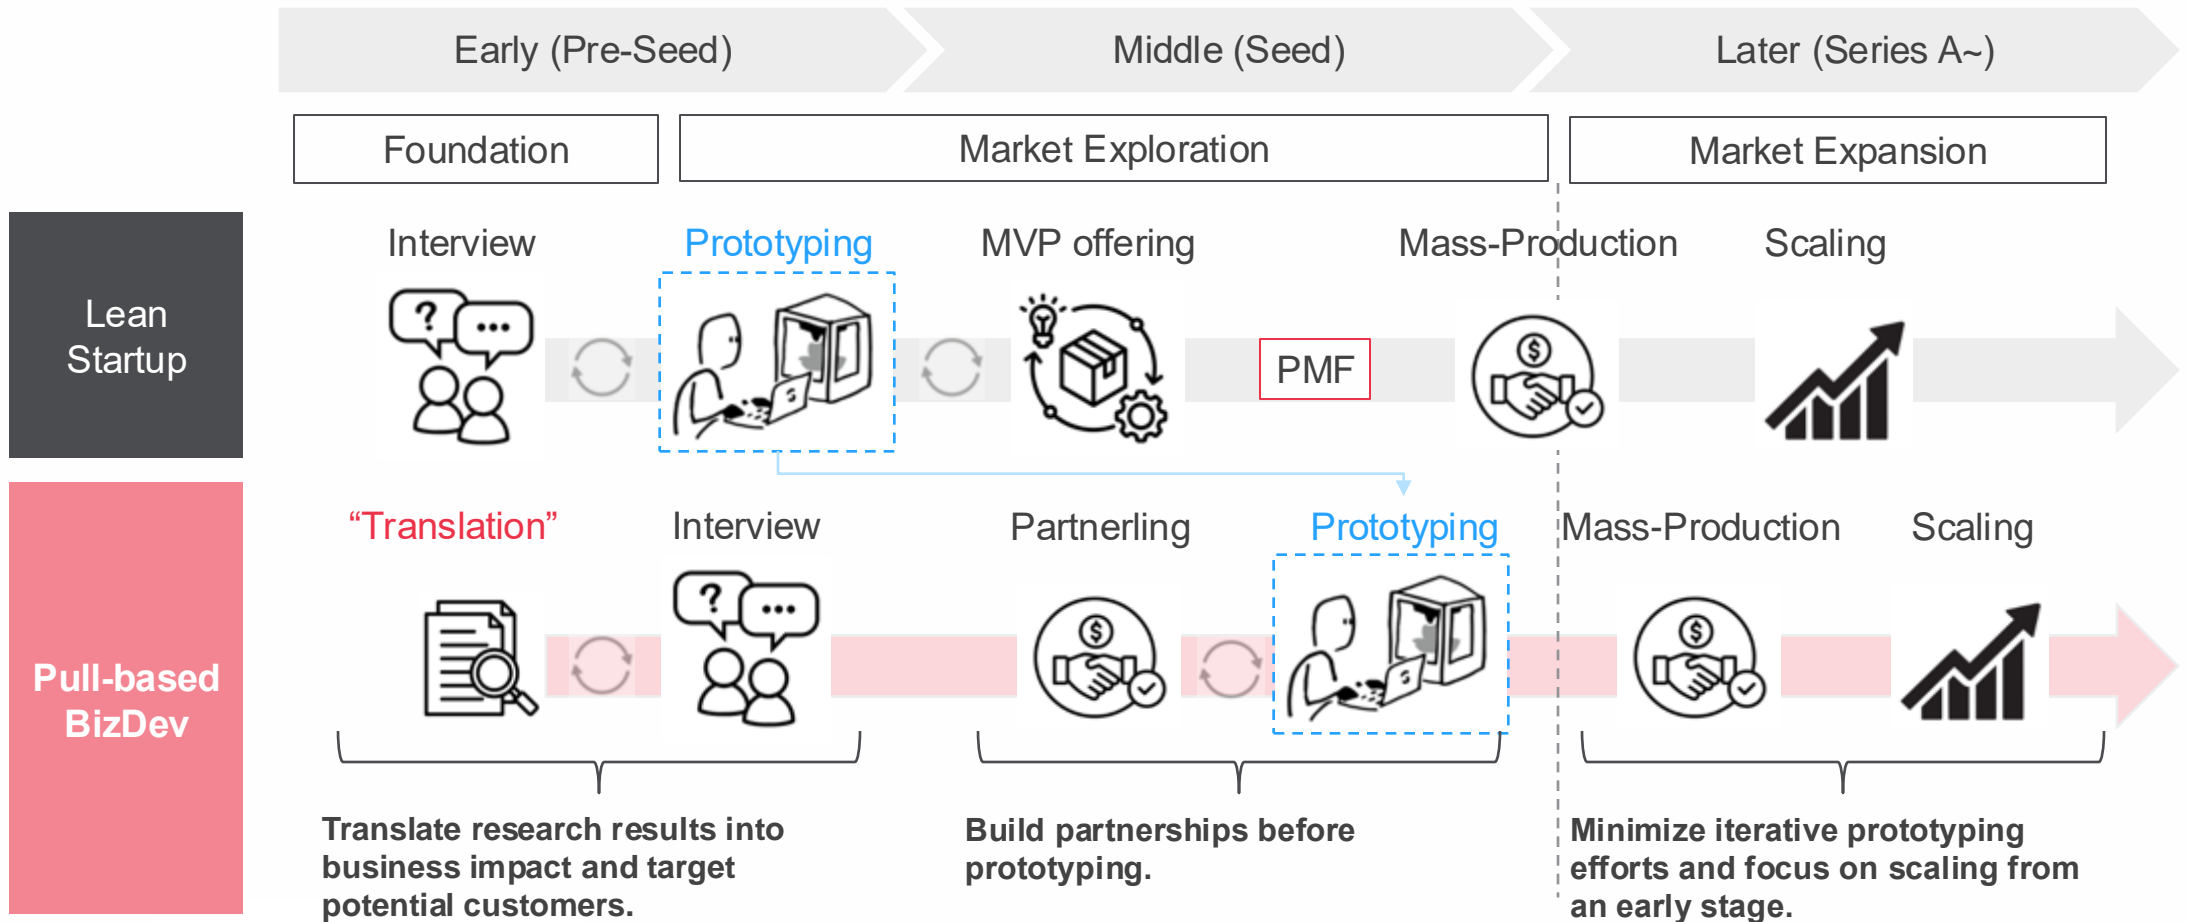 Early (Pre-Seed)
Middle (Seed)
Later (Series A~)
Foundation
Market Exploration
Market Expansion
Lean
Startup
Interview
Prototyping
MVP offering
PMF
Mass-Production
Scaling
Pull-based
BizDev
“Translation”
Interview
Partnerling
Prototyping
Mass-Production
Scaling
Translate research results into
business impact and target
potential customers.
Build partnerships before
prototyping.
Minimize iterative prototyping
efforts and focus on scaling from
an early stage.